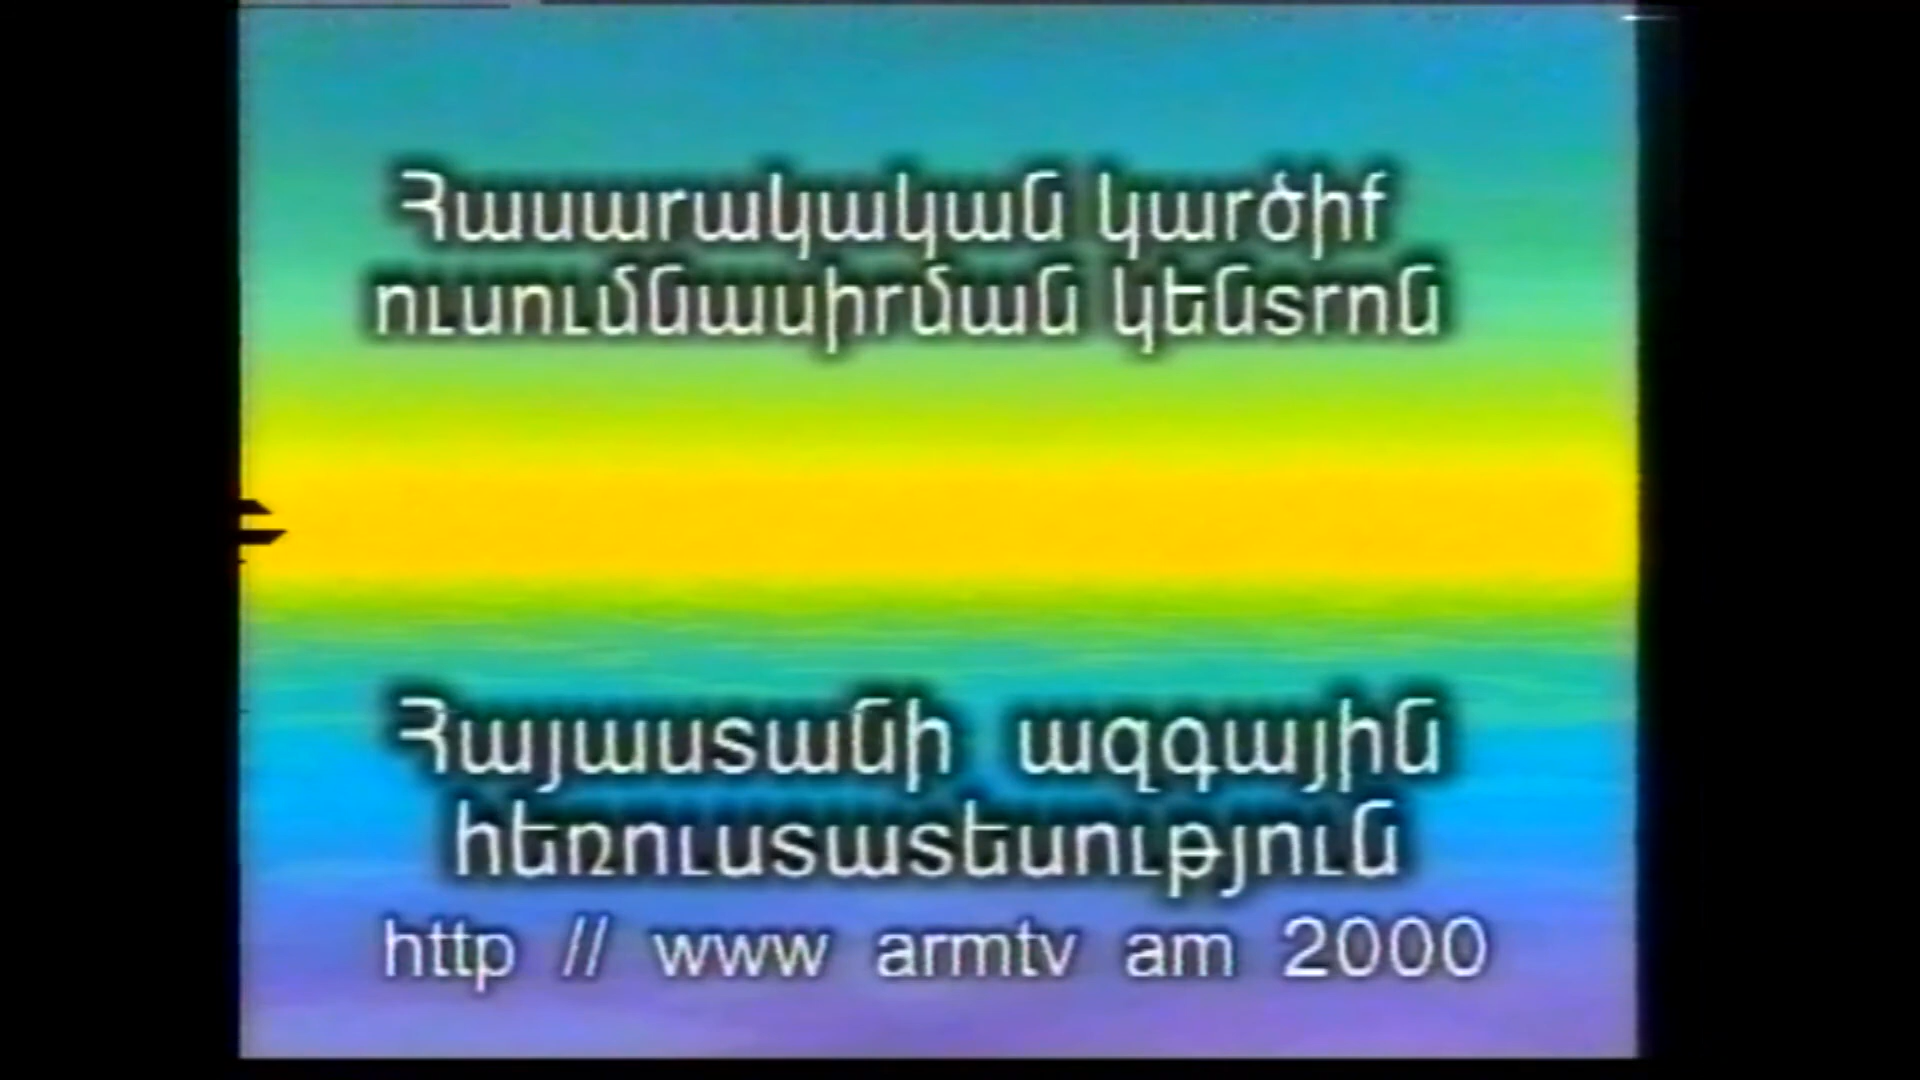 Հասարակական կարծիք
ուսումնասիրման կենտրոն
Հայաստանի ազգային
հեռուստատեսություն
http // www armtv am 2000